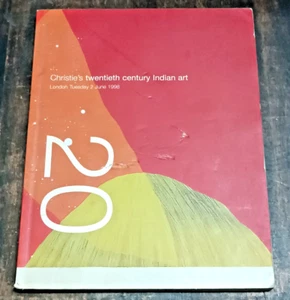 Christie's twentieth century Indian art
London Tuesday 2 June 1998
20